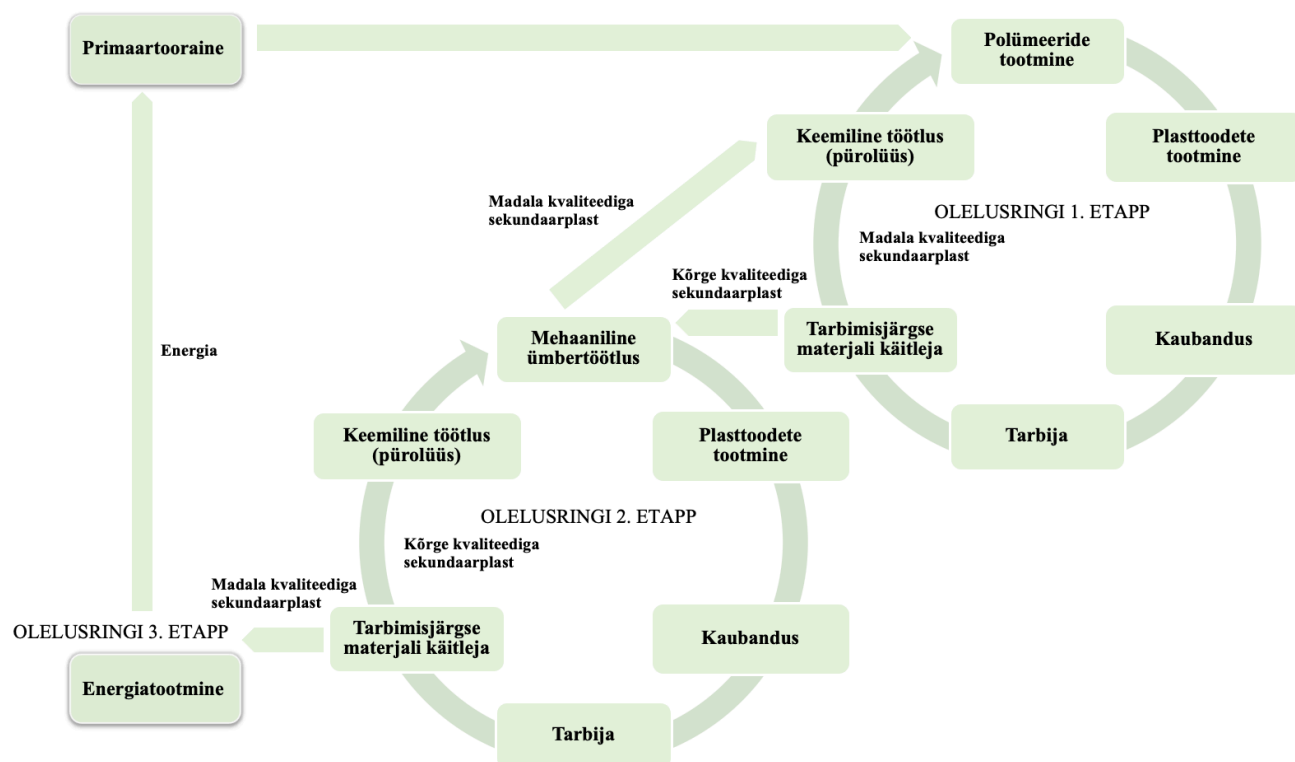 Primaartooraine
Polümeeride
tootmine
Keemiline töötlus
(pürolüüs)
Plasttoodete
tootmine
Madala kvaliteediga
sekundaarplast
OLELUSRINGI 1. ETAPP
Madala kvaliteediga
sekundaarplast
Kõrge kvaliteediga
sekundaarplast
Mehaaniline
ümbertöötlus
Tarbimisjärgse
materjali käitleja
Kaubandus
Energia
Tarbija
Keemiline töötlus
(pürolüüs)
Plasttoodete
tootmine
OLELUSRINGI 2. ETAPP
Kõrge kvaliteediga
sekundaarplast
Madala kvaliteediga
sekundaarplast
OLELUSRINGI 3. ETAPP
Tarbimisjärgse
materjali käitleja
Kaubandus
Energiatootmine
Tarbija